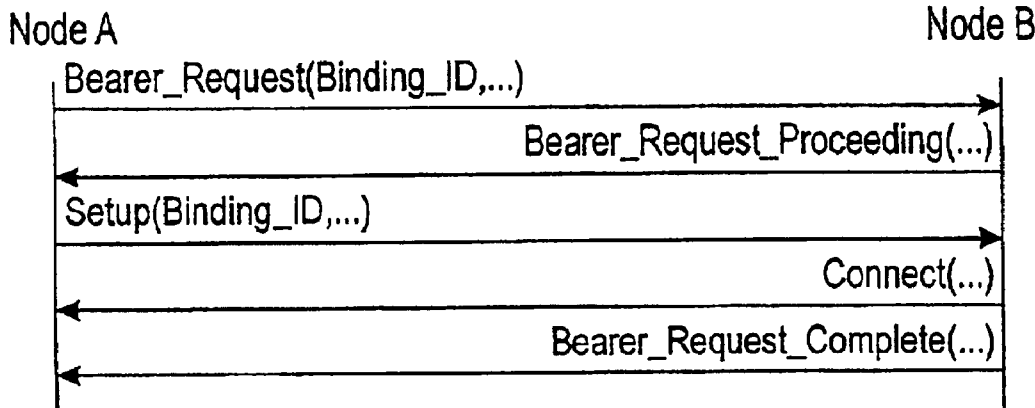 Node A
Node B
Bearer_Request(Binding_ID,...)
Bearer_Request_Proceeding(...)
Setup(Binding_ID,...)
Connect(...)
Bearer_Request_Complete(...)